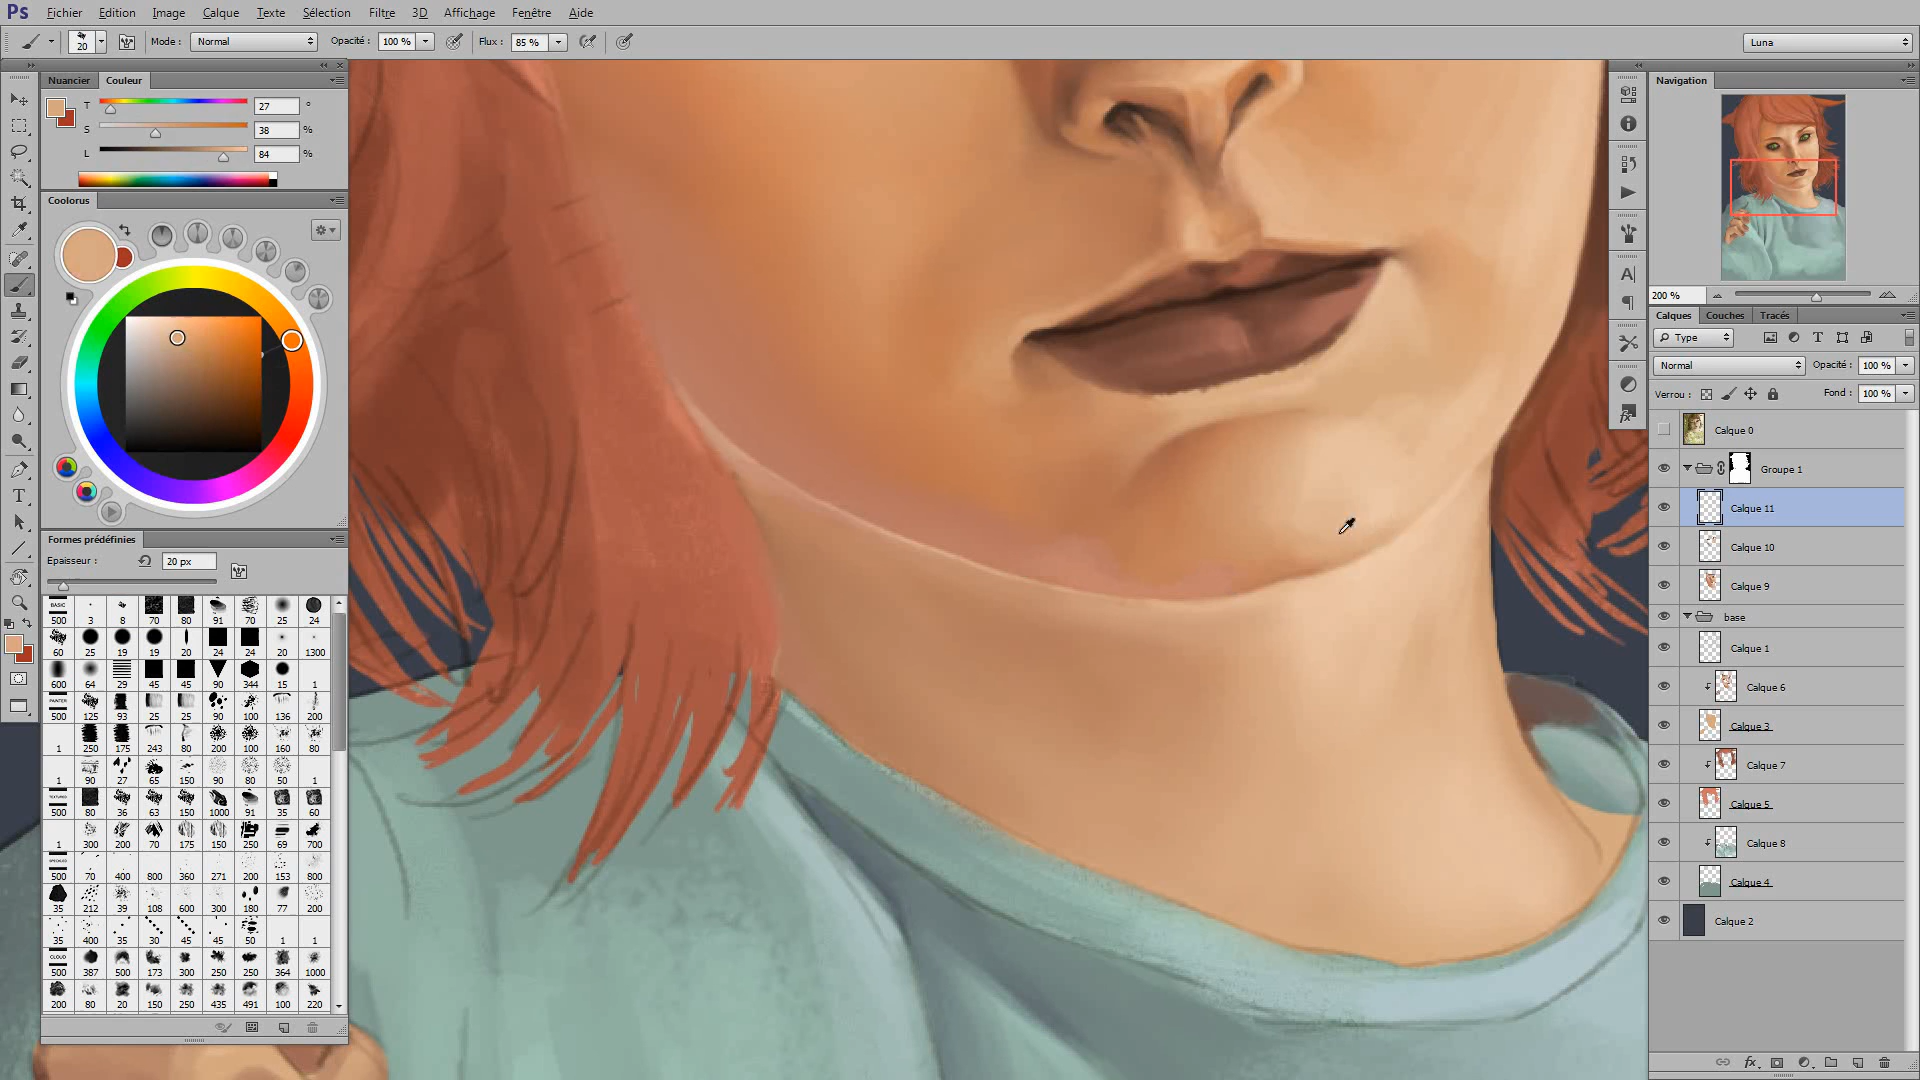 Ps Fichier Edition Image Calque Texte Sélection Filtre 3D Affichage Fenêtre Aide
20 Mode : Normal Opacité : 100 % Flux : 85 % Luna
Nuancier Couleur
T 27 °
S 38 %
L 84 %
Coolorus
Formes prédéfinies
Epaisseur : 20 px
BASIC
500 3 8 70 80 91 70 25 24
60 25 19 19 20 24 24 20 1300
600 64 29 45 45 90 344 15 1
PAINTER
500 125 93 25 25 90 100 136 200
1 250 175 243 80 200 100 160 80
1 90 27 65 150 90 80 50 1
TEXTURED
500 80 36 63 150 1000 91 35 60
1 300 200 70 175 150 250 69 700
SPECKLED
500 70 400 800 360 271 200 153 800
35 212 39 108 600 300 180 77 200
35 400 35 30 45 45 50 1 1
CLOUD
500 387 500 173 300 250 250 364 1000
200 80 20 150 250 435 491 100 220
Navigation
200 %
Calques Couches Tracés
Type
Normal Opacité : 100 %
Verrou : Fond : 100 %
Calque 0
Groupe 1
Calque 11
Calque 10
Calque 9
base
Calque 1
Calque 6
Calque 3
Calque 7
Calque 5
Calque 8
Calque 4
Calque 2